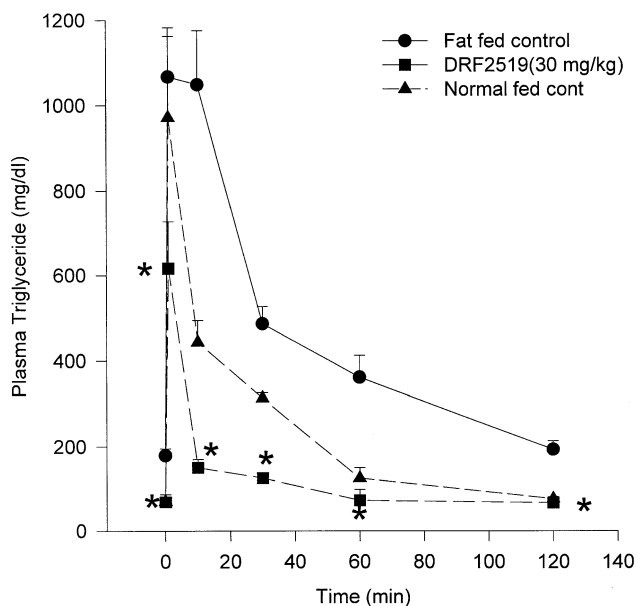 1200
1000
800
600
400
200
0
Plasma Triglyceride (mg/dl)
Fat fed control
DRF2519(30 mg/kg)
Normal fed cont
*
*
*
*
*
*
0 20 40 60 80 100 120 140
Time (min)